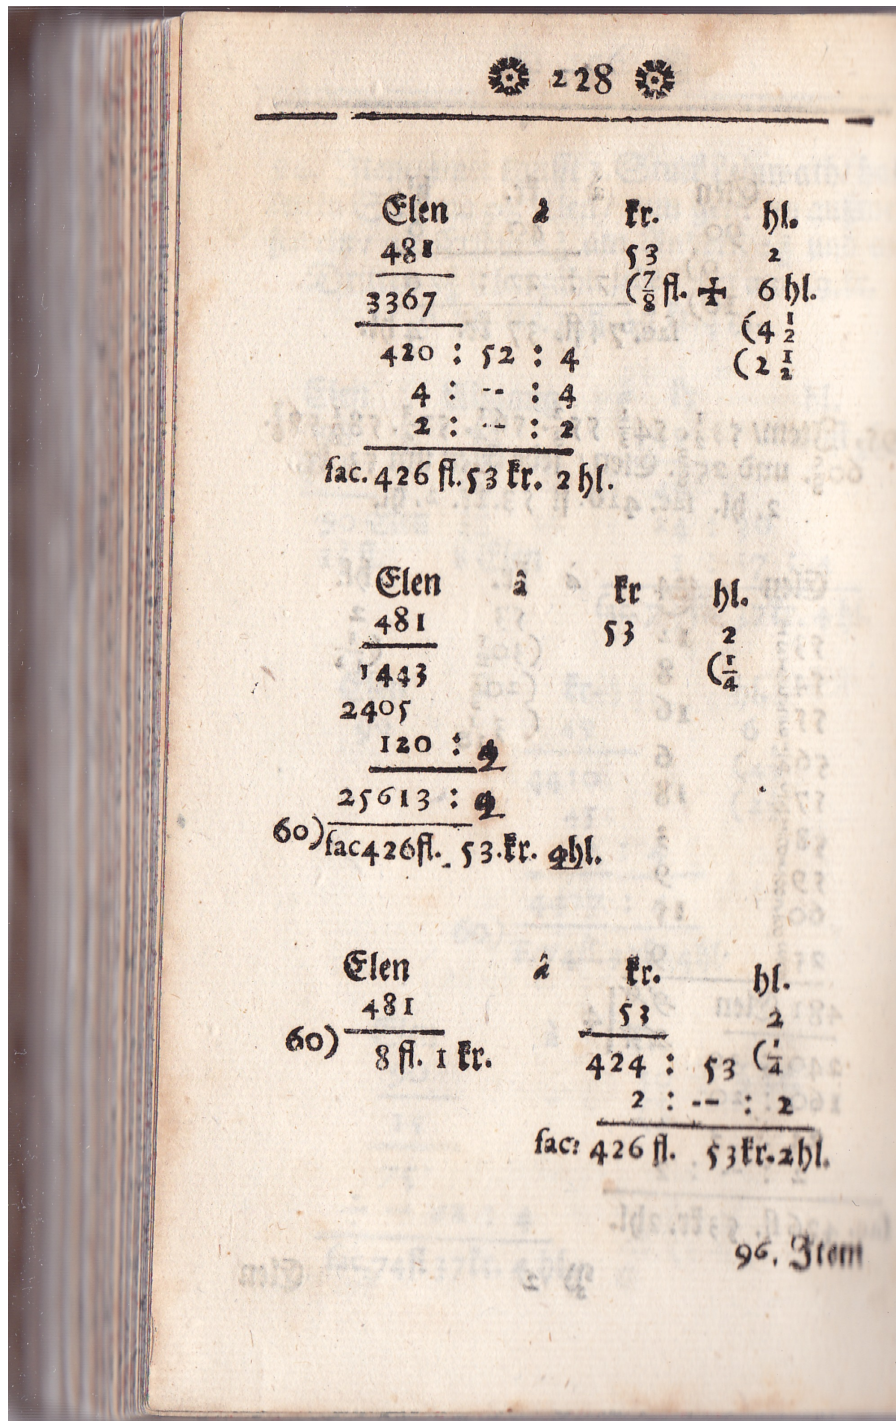 228
Elen â kr. hl.
481 53 2
3367 (7/8 fl. ÷ 6 hl.
(4 1/2
420 : 52 : 4 (2 1/2
4 : -- : 4
2 : -- : 2
fac. 426 fl. 53 kr. 2 hl.
Elen â kr hl.
481 53 2
1443 (1/4
2405
120 :
25613 :
60) fac 426 fl. 53. kr. hl.
Elen â kr. hl.
481 53 2
60) 8 fl. 1 kr. 424 : 53 (1/4
2 : -- : 2
fac: 426 fl. 53 kr. 2 hl.
96. Item